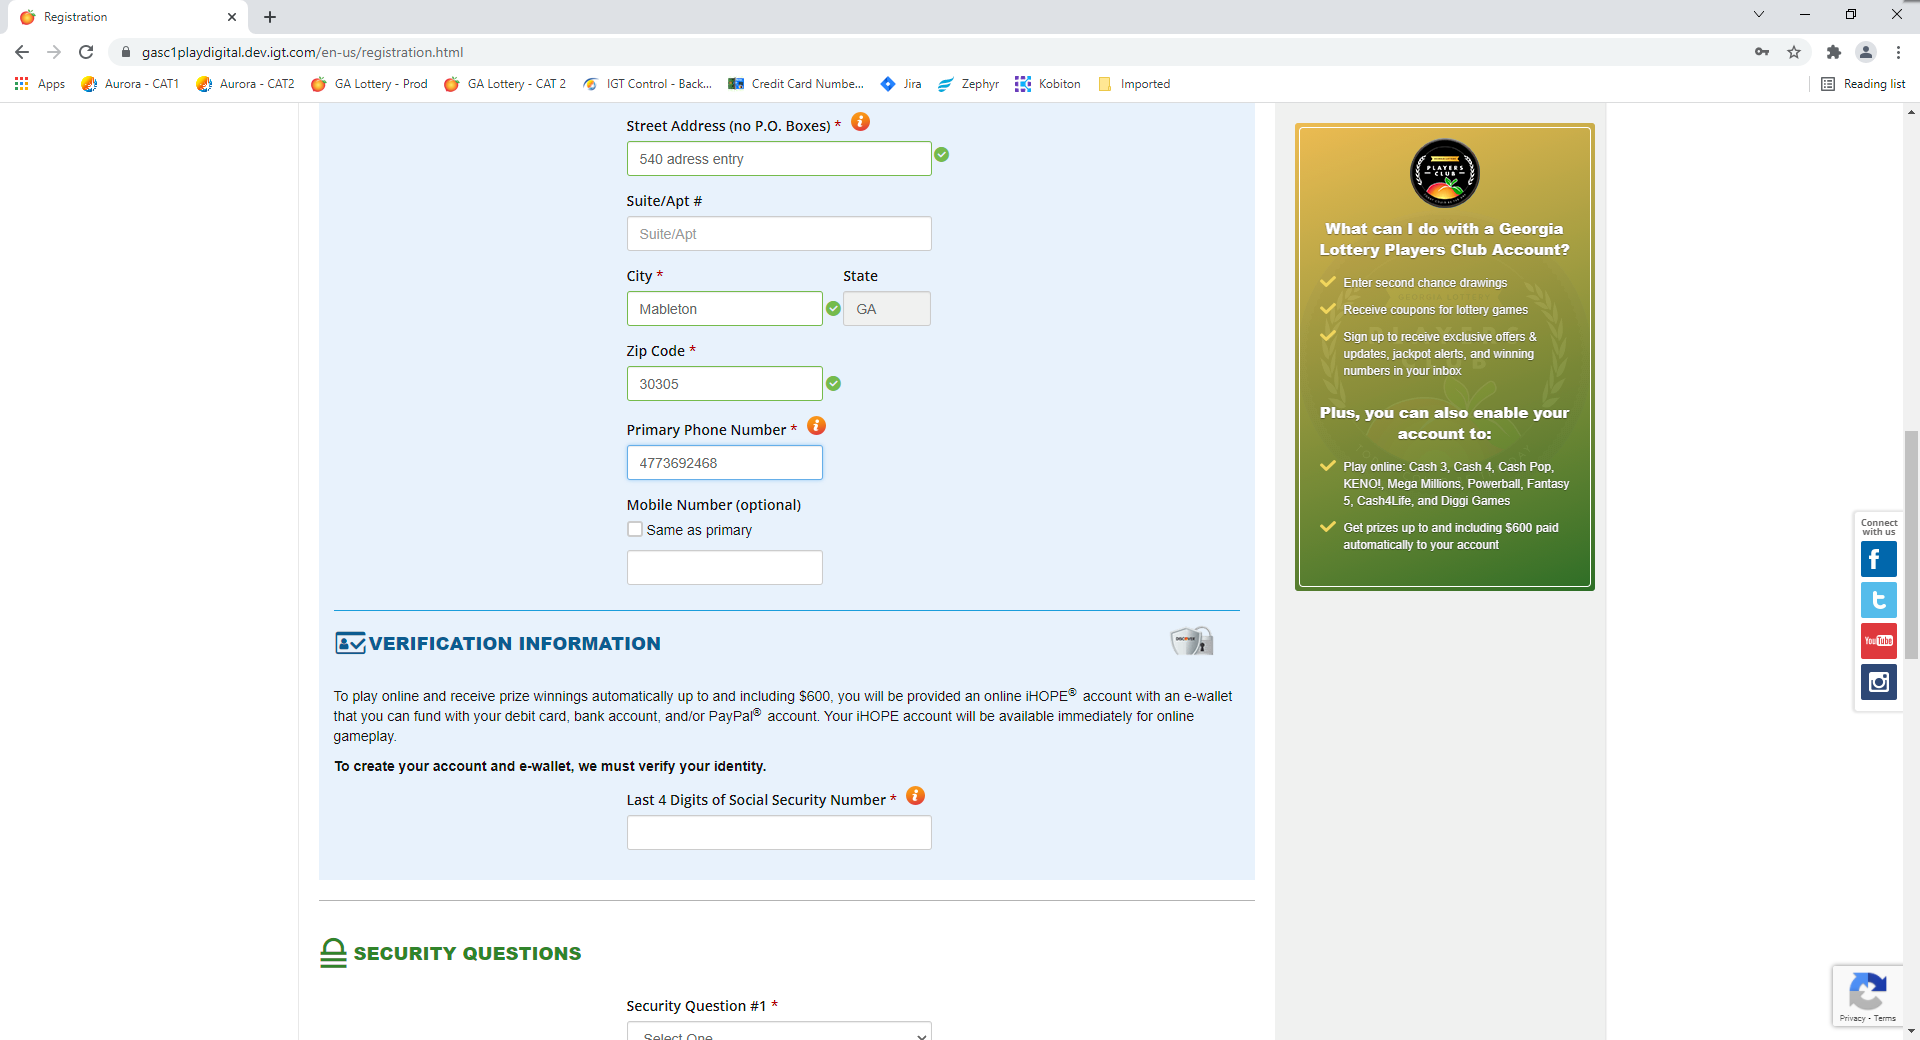 Registration
gasc1playdigital.dev.igt.com/en-us/registration.html
Apps
Aurora - CAT1
Aurora - CAT2
GA Lottery - Prod
GA Lottery - CAT 2
IGT Control - Back...
Credit Card Numbe...
Jira
Zephyr
Kobiton
Imported
Reading list
Street Address (no P.O. Boxes) *
540 adress entry
Suite/Apt #
Suite/Apt
City *
State
Mableton
GA
Zip Code *
30305
Primary Phone Number *
4773692468
Mobile Number (optional)
Same as primary
VERIFICATION INFORMATION
To play online and receive prize winnings automatically up to and including $600, you will be provided an online iHOPE® account with an e-wallet
that you can fund with your debit card, bank account, and/or PayPal® account. Your iHOPE account will be available immediately for online
gameplay.
To create your account and e-wallet, we must verify your identity.
Last 4 Digits of Social Security Number *
SECURITY QUESTIONS
Security Question #1 *
Select One
PLAYERS
CLUB
What can I do with a Georgia
Lottery Players Club Account?
Enter second chance drawings
Receive coupons for lottery games
Sign up to receive exclusive offers &
updates, jackpot alerts, and winning
numbers in your inbox
Plus, you can also enable your
account to:
Play online: Cash 3, Cash 4, Cash Pop,
KENO!, Mega Millions, Powerball, Fantasy
5, Cash4Life, and Diggi Games
Get prizes up to and including $600 paid
automatically to your account
Connect
with us
YouTube
Privacy - Terms